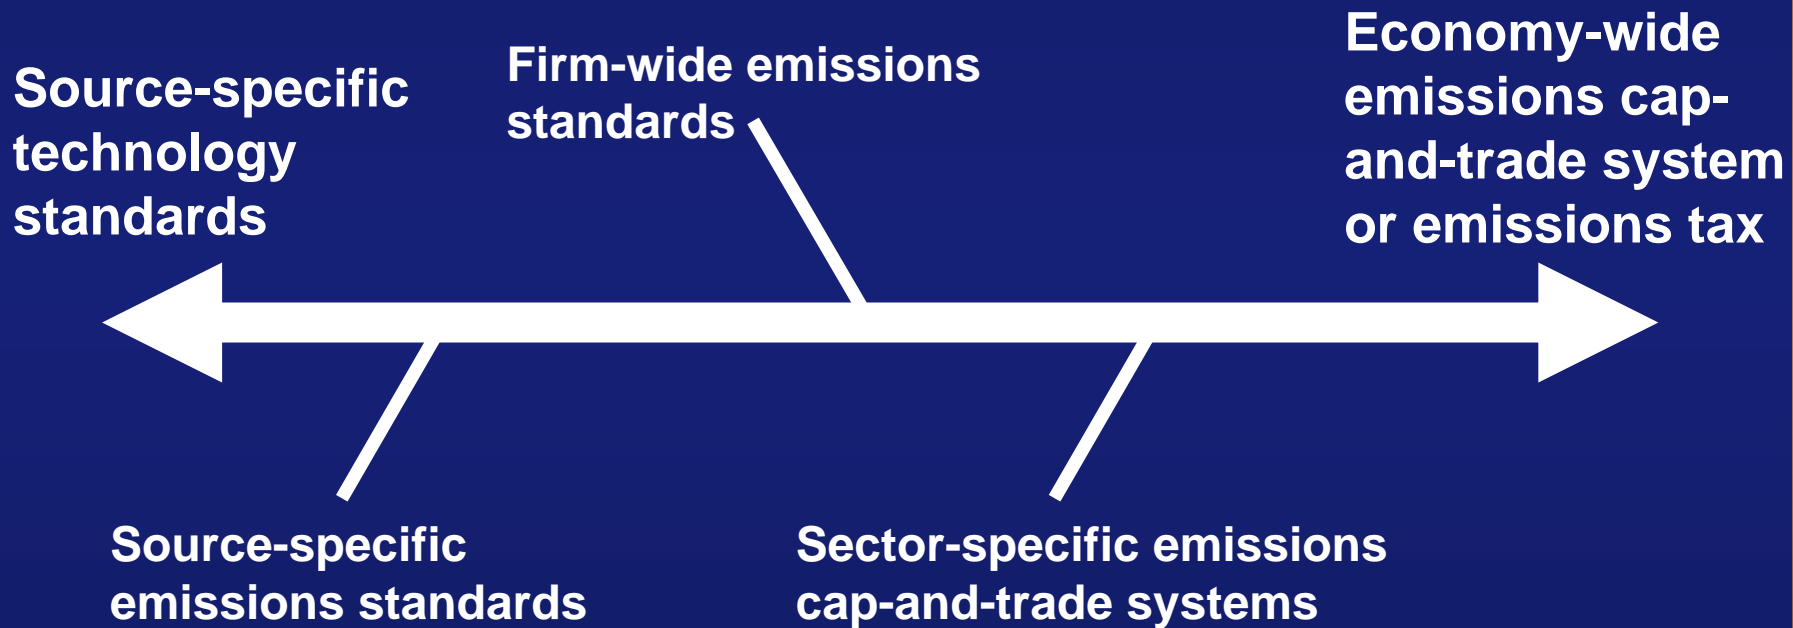 Source-specific
technology
standards
Firm-wide emissions
standards
Economy-wide
emissions cap-
and-trade system
or emissions tax
Source-specific
emissions standards
Sector-specific emissions
cap-and-trade systems